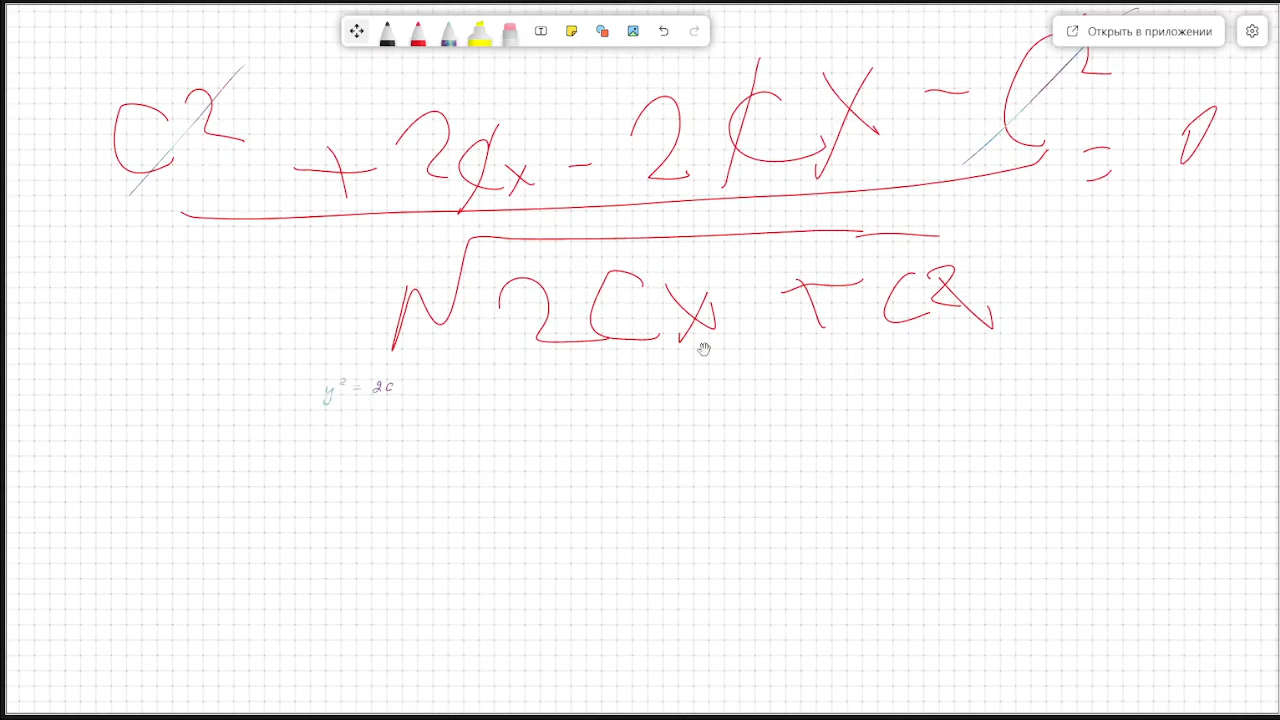 Открыть в приложении
C² + 2Cx - 2Cx - C² = 0
√2Cx + C²
y² = 2C